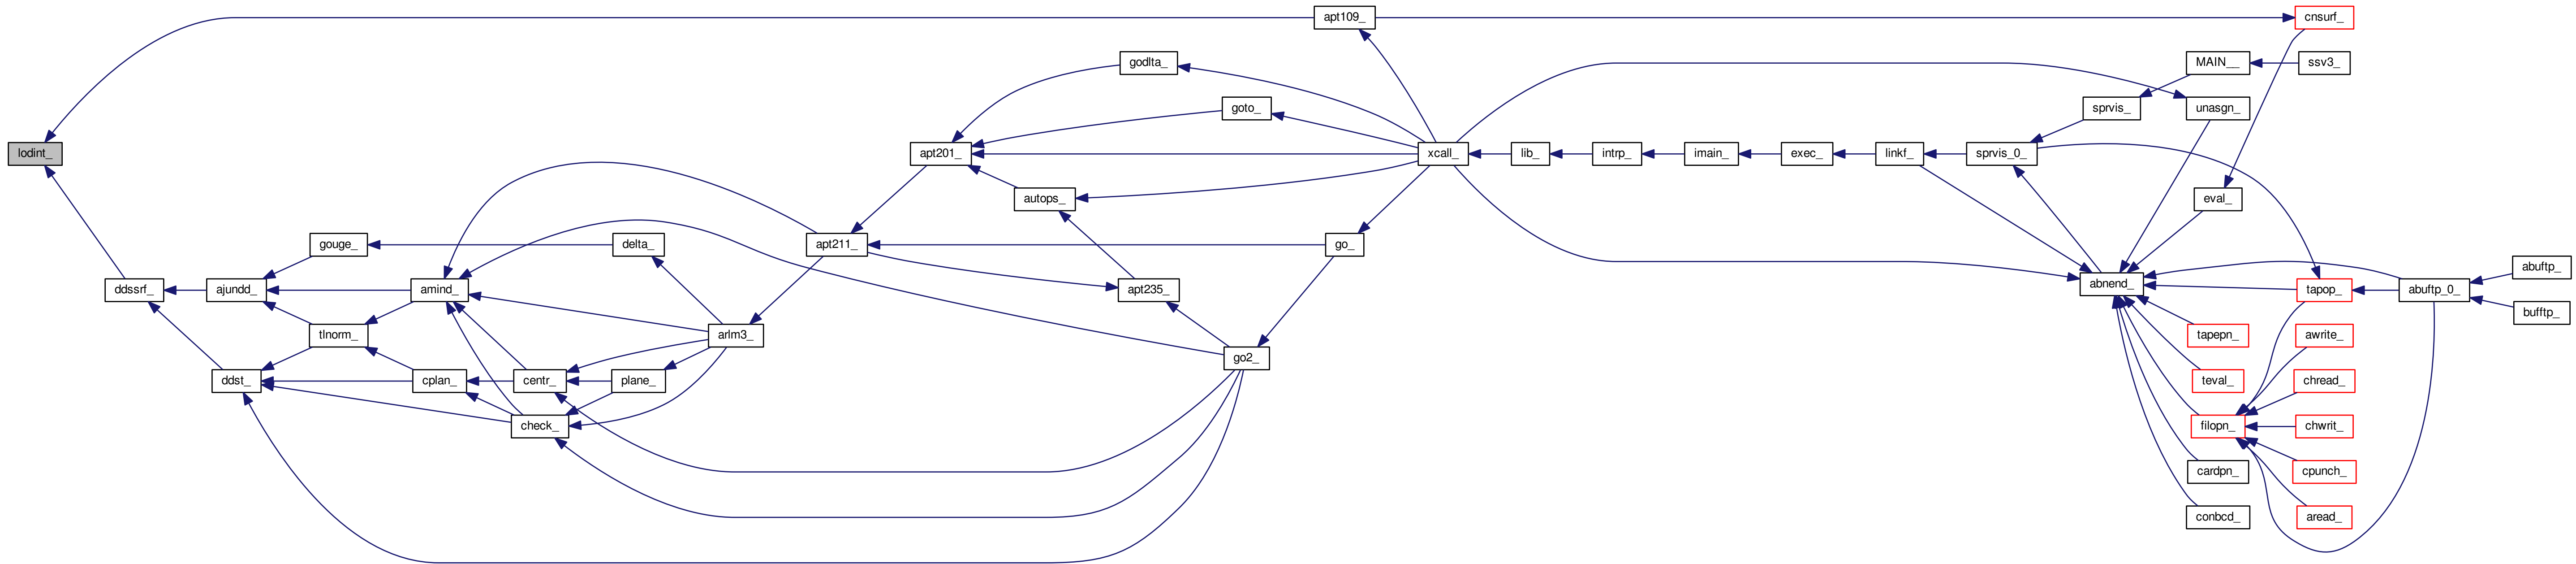 lodint_
ddssrf_
ajundd_
ddst_
gouge_
tlnorm_
amind_
cplan_
centr_
check_
delta_
plane_
arlm3_
apt211_
apt201_
godlta_
goto_
autops_
apt235_
go2_
apt109_
go_
xcall_
lib_
intrp_
imain_
exec_
linkf_
sprvis_0_
sprvis_
abnend_
MAIN__
unasgn_
eval_
tapepn_
teval_
filopn_
cardpn_
conbcd_
cnsurf_
ssv3_
tapop_
awrite_
chread_
chwrit_
cpunch_
aread_
abuftp_0_
abuftp_
bufftp_